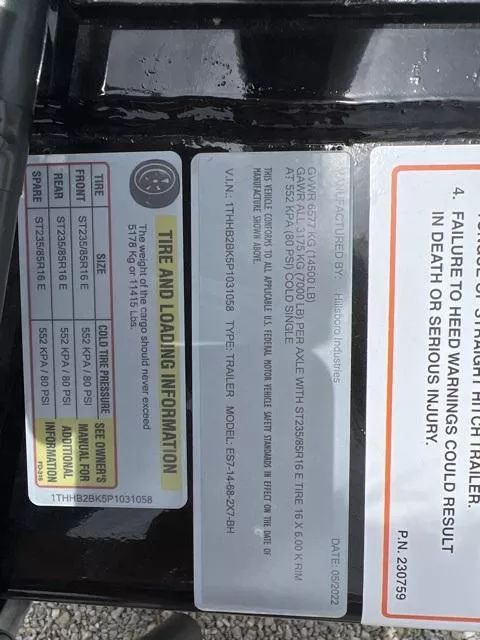 TIRE AND LOADING INFORMATION
The weight of the cargo should never exceed
5178 Kg or 11415 Lbs.
TIRE SIZE COLD TIRE PRESSURE SEE OWNER'S MANUAL FOR ADDITIONAL INFORMATION
FRONT ST235/85R16 E 552 KPA / 80 PSI
REAR ST235/85R16 E 552 KPA / 80 PSI
SPARE ST235/85R16 E 552 KPA / 80 PSI
FO-216
1THHB2BK5P1031058
MANUFACTURED BY: Hillsboro Industries DATE: 05/2022
GVWR 6577 KG (14500 LB)
GAWR ALL 3175 KG (7000 LB) PER AXLE WITH ST235/85R16 E TIRE 16 X 6.00 K RIM
AT 552 KPA (80 PSI) COLD SINGLE
THIS VEHICLE CONFORMS TO ALL APPLICABLE U.S. FEDERAL MOTOR VEHICLE SAFETY STANDARDS IN EFFECT ON THE DATE OF
MANUFACTURE SHOWN ABOVE.
V.I.N.: 1THHB2BK5P1031058 TYPE: TRAILER MODEL: ES7-14-68-2X7-BH
OF STRAIGHT HITCH TRAILER.
4. FAILURE TO HEED WARNINGS COULD RESULT
IN DEATH OR SERIOUS INJURY.
P.N. 230759